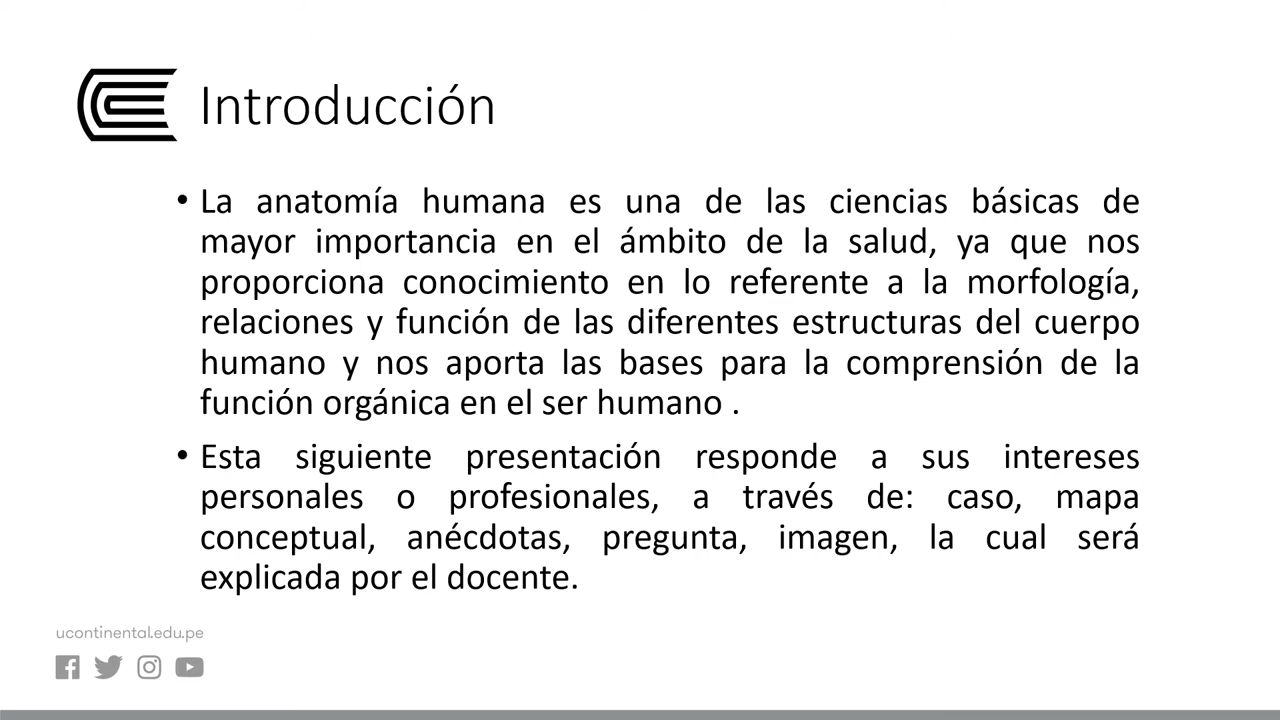 Introducción
• La anatomía humana es una de las ciencias básicas de
mayor importancia en el ámbito de la salud, ya que nos
proporciona conocimiento en lo referente a la morfología,
relaciones y función de las diferentes estructuras del cuerpo
humano y nos aporta las bases para la comprensión de la
función orgánica en el ser humano .
• Esta siguiente presentación responde a sus intereses
personales o profesionales, a través de: caso, mapa
conceptual, anécdotas, pregunta, imagen, la cual será
explicada por el docente.
ucontinental.edu.pe